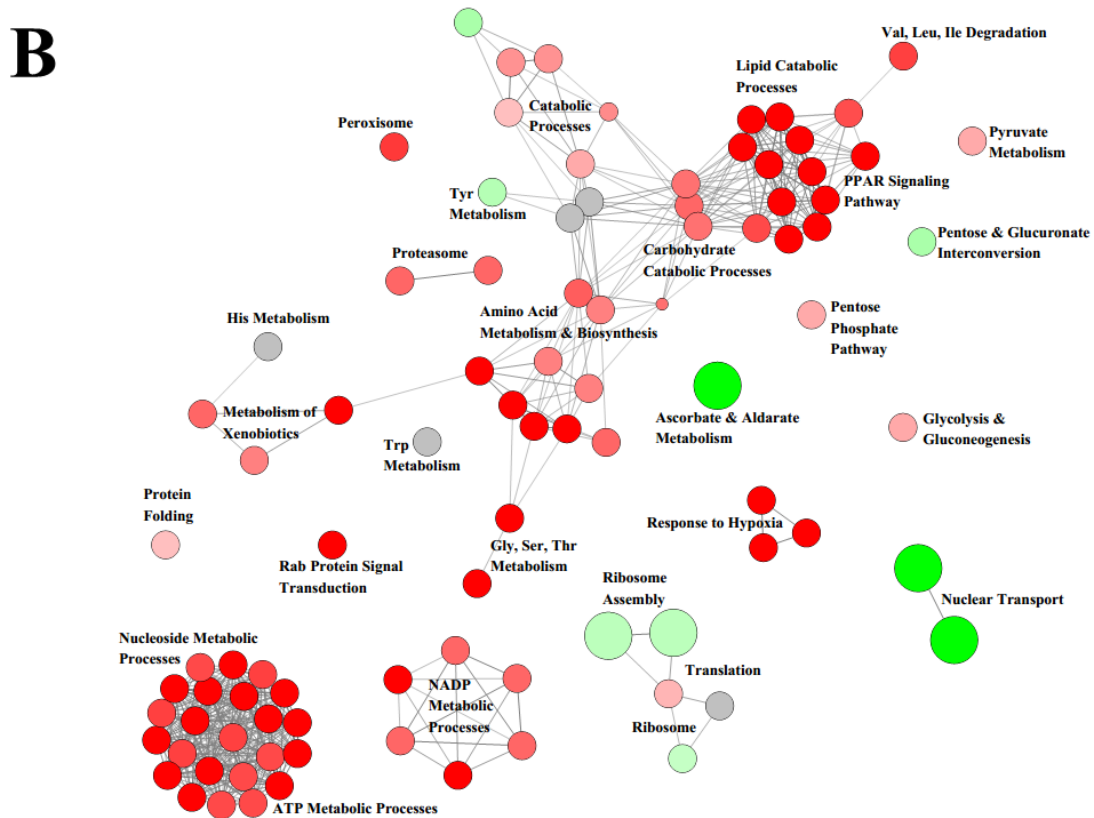 B
Val, Leu, Ile Degradation
Lipid Catabolic
Processes
Catabolic
Processes
Peroxisome
Pyruvate
Metabolism
PPAR Signaling
Pathway
Tyr
Metabolism
Pentose & Glucuronate
Interconversion
Carbohydrate
Catabolic Processes
Proteasome
His Metabolism
Amino Acid
Metabolism & Biosynthesis
Pentose
Phosphate
Pathway
Metabolism of
Xenobiotics
Ascorbate & Aldarate
Metabolism
Glycolysis &
Gluconeogenesis
Trp
Metabolism
Protein
Folding
Response to Hypoxia
Rab Protein Signal
Transduction
Gly, Ser, Thr
Metabolism
Ribosome
Assembly
Nuclear Transport
Nucleoside Metabolic
Processes
Translation
NADP
Metabolic
Processes
Ribosome
ATP Metabolic Processes